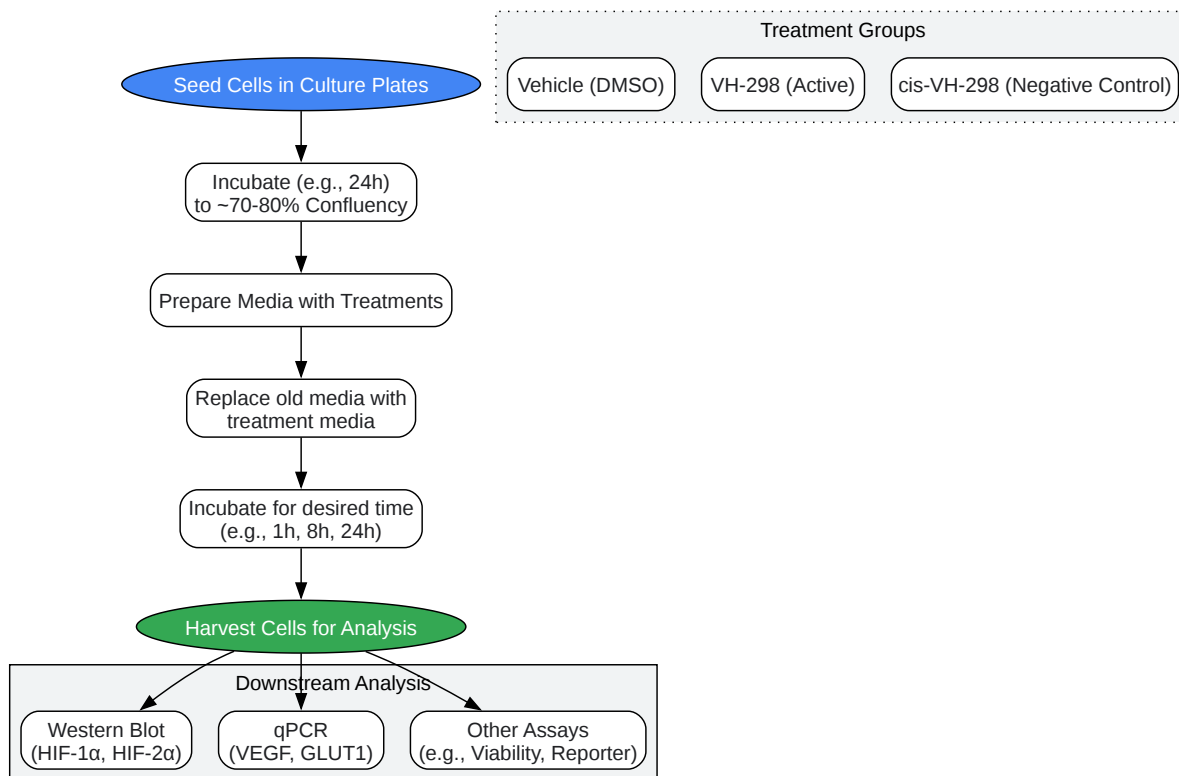 Treatment Groups
Seed Cells in Culture Plates
Vehicle (DMSO)
VH-298 (Active)
cis-VH-298 (Negative Control)
Incubate (e.g., 24h)
to ~70-80% Confluency
Prepare Media with Treatments
Replace old media with
treatment media
Incubate for desired time
(e.g., 1h, 8h, 24h)
Harvest Cells for Analysis
Downstream Analysis
Western Blot
(HIF-1α, HIF-2α)
qPCR
(VEGF, GLUT1)
Other Assays
(e.g., Viability, Reporter)